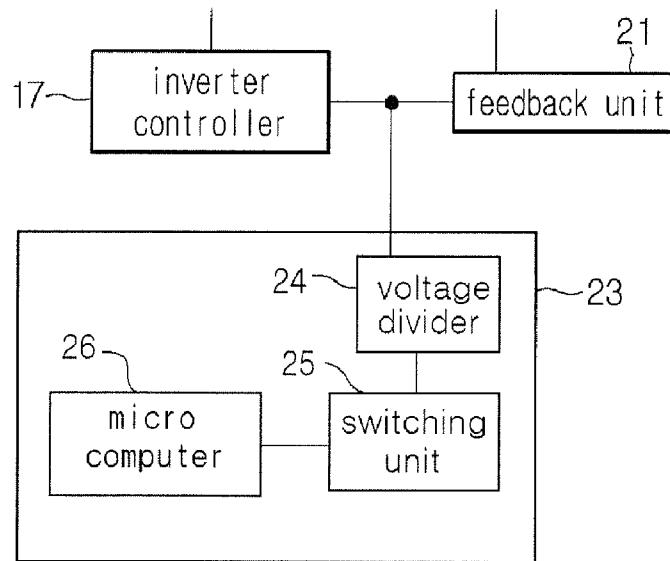 21
17
inverter
controller
feedback unit
24
voltage
divider
23
26
25
micro
computer
switching
unit